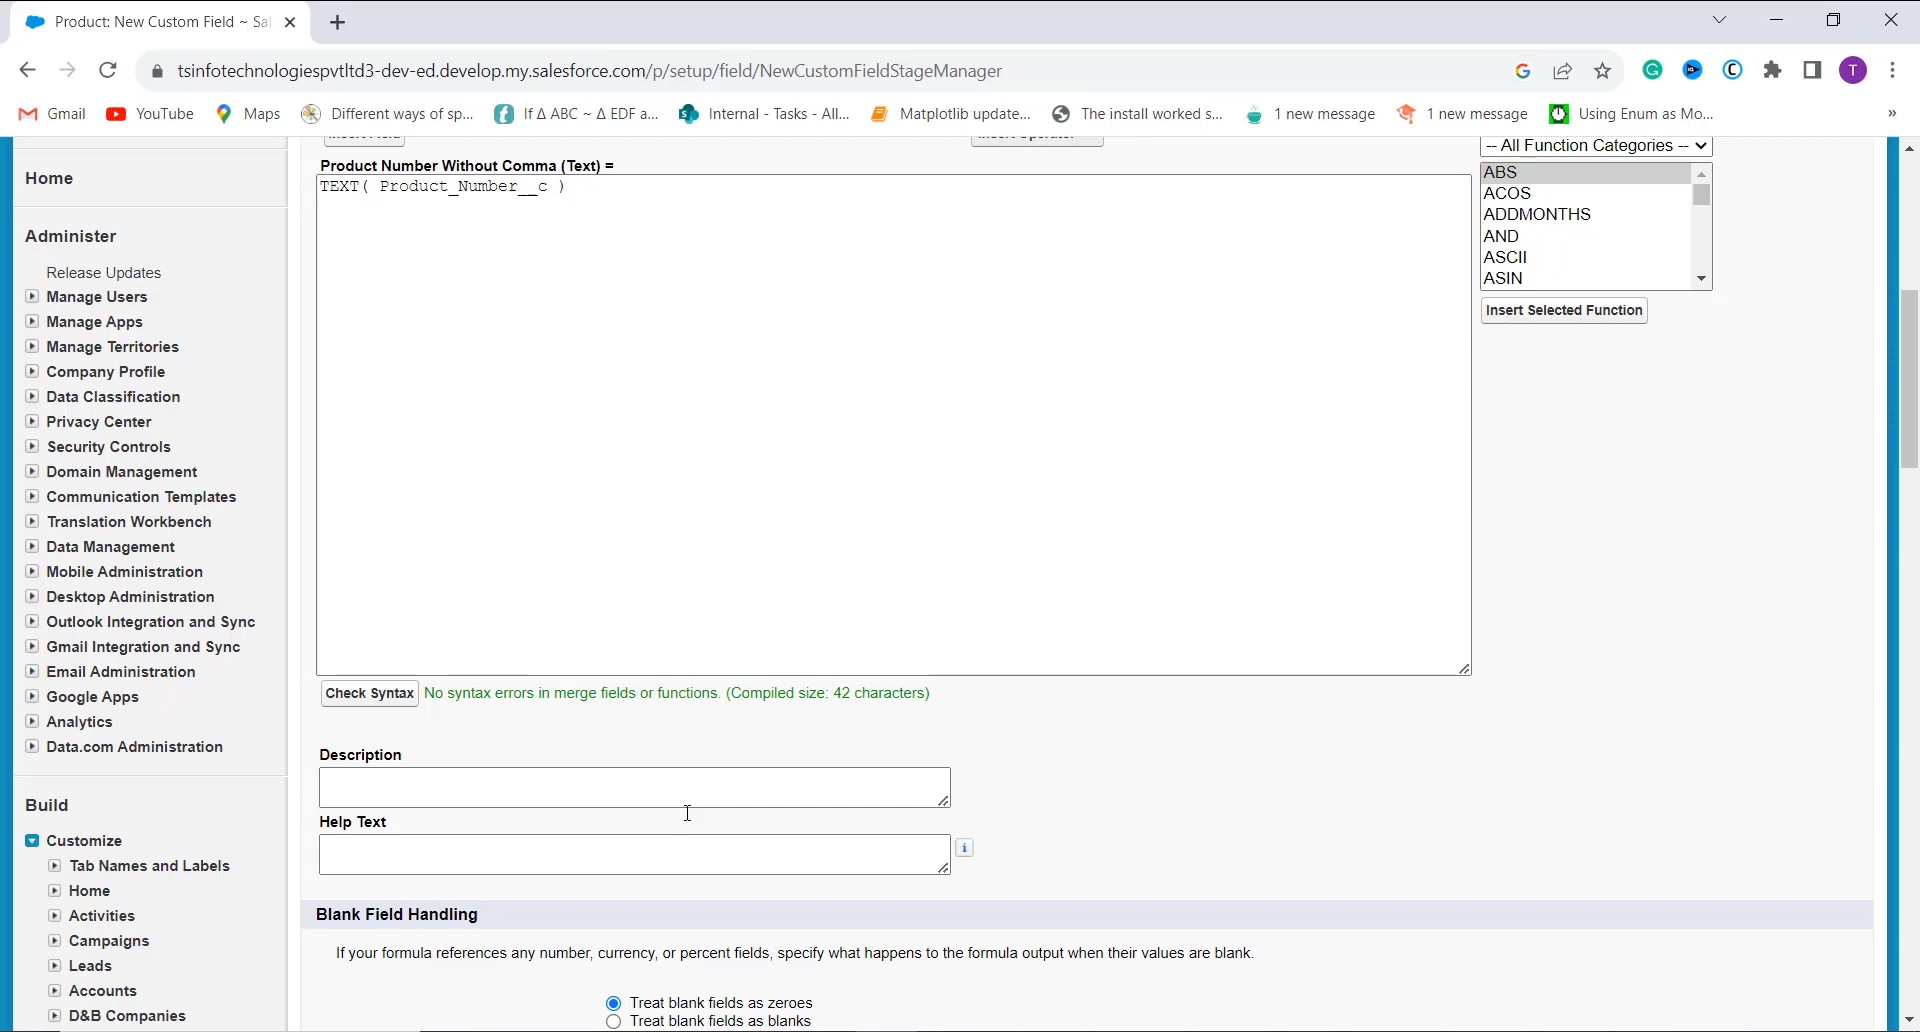 Product: New Custom Field ~ Sal
tsinfotechnologiespvtltd3-dev-ed.develop.my.salesforce.com/p/setup/field/NewCustomFieldStageManager
T
Gmail
YouTube
Maps
Different ways of sp...
If Δ ABC ~ Δ EDF a...
Internal - Tasks - All...
Matplotlib update...
The install worked s...
1 new message
1 new message
Using Enum as Mo...
»
Home
Administer
Release Updates
Manage Users
Manage Apps
Manage Territories
Company Profile
Data Classification
Privacy Center
Security Controls
Domain Management
Communication Templates
Translation Workbench
Data Management
Mobile Administration
Desktop Administration
Outlook Integration and Sync
Gmail Integration and Sync
Email Administration
Google Apps
Analytics
Data.com Administration
Build
Customize
Tab Names and Labels
Home
Activities
Campaigns
Leads
Accounts
D&B Companies
Product Number Without Comma (Text) =
TEXT( Product_Number__c )
-- All Function Categories --
ABS
ACOS
ADDMONTHS
AND
ASCII
ASIN
Insert Selected Function
Check Syntax No syntax errors in merge fields or functions. (Compiled size: 42 characters)
Description
Help Text
i
Blank Field Handling
If your formula references any number, currency, or percent fields, specify what happens to the formula output when their values are blank.
Treat blank fields as zeroes
Treat blank fields as blanks